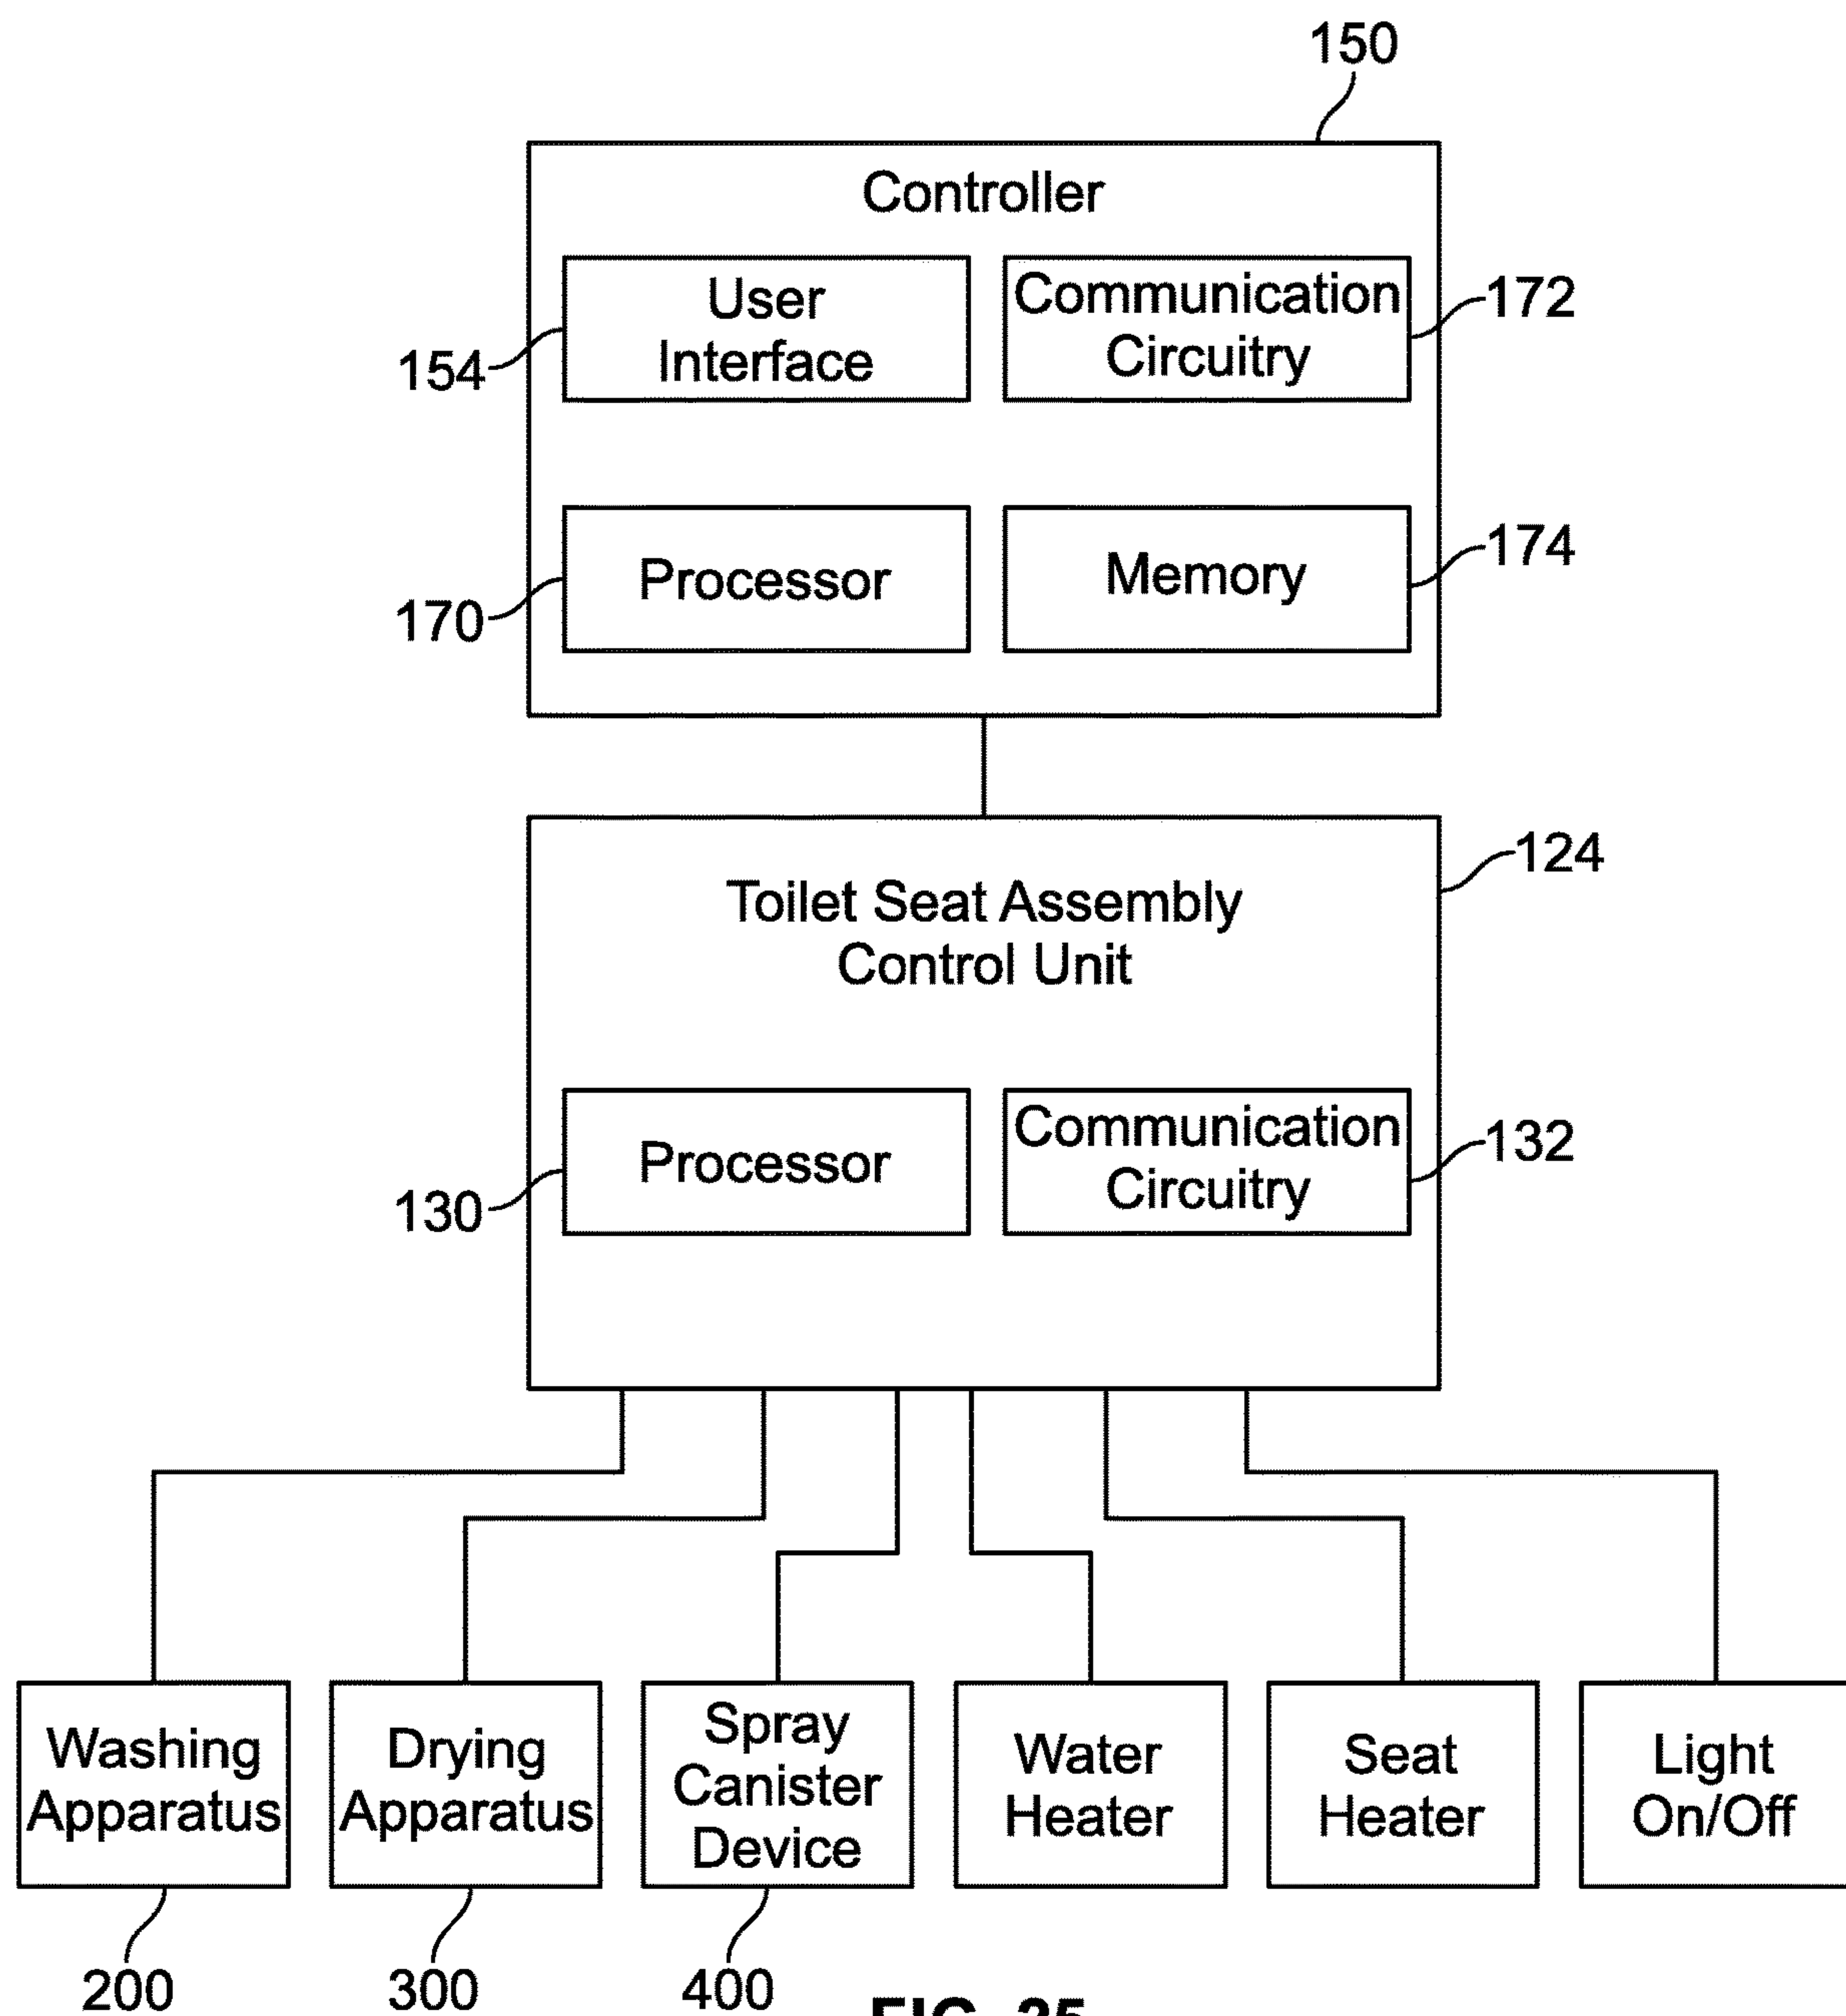 150
Controller
User
Interface
Communication
Circuitry
172
154
Processor
Memory
174
170
124
Toilet Seat Assembly
Control Unit
Processor
Communication
Circuitry
132
130
Washing
Apparatus
Drying
Apparatus
Spray
Canister
Device
Water
Heater
Seat
Heater
Light
On/Off
200
300
400
FIG. 35